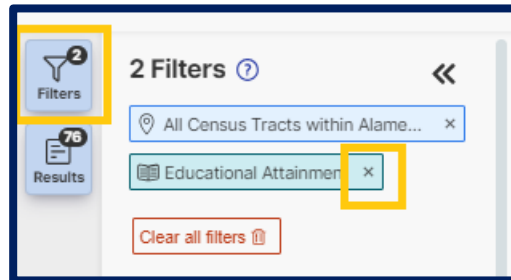 2
Filters
76
Results
2 Filters ?
All Census Tracts within Alame... ×
Educational Attainmen ×
Clear all filters